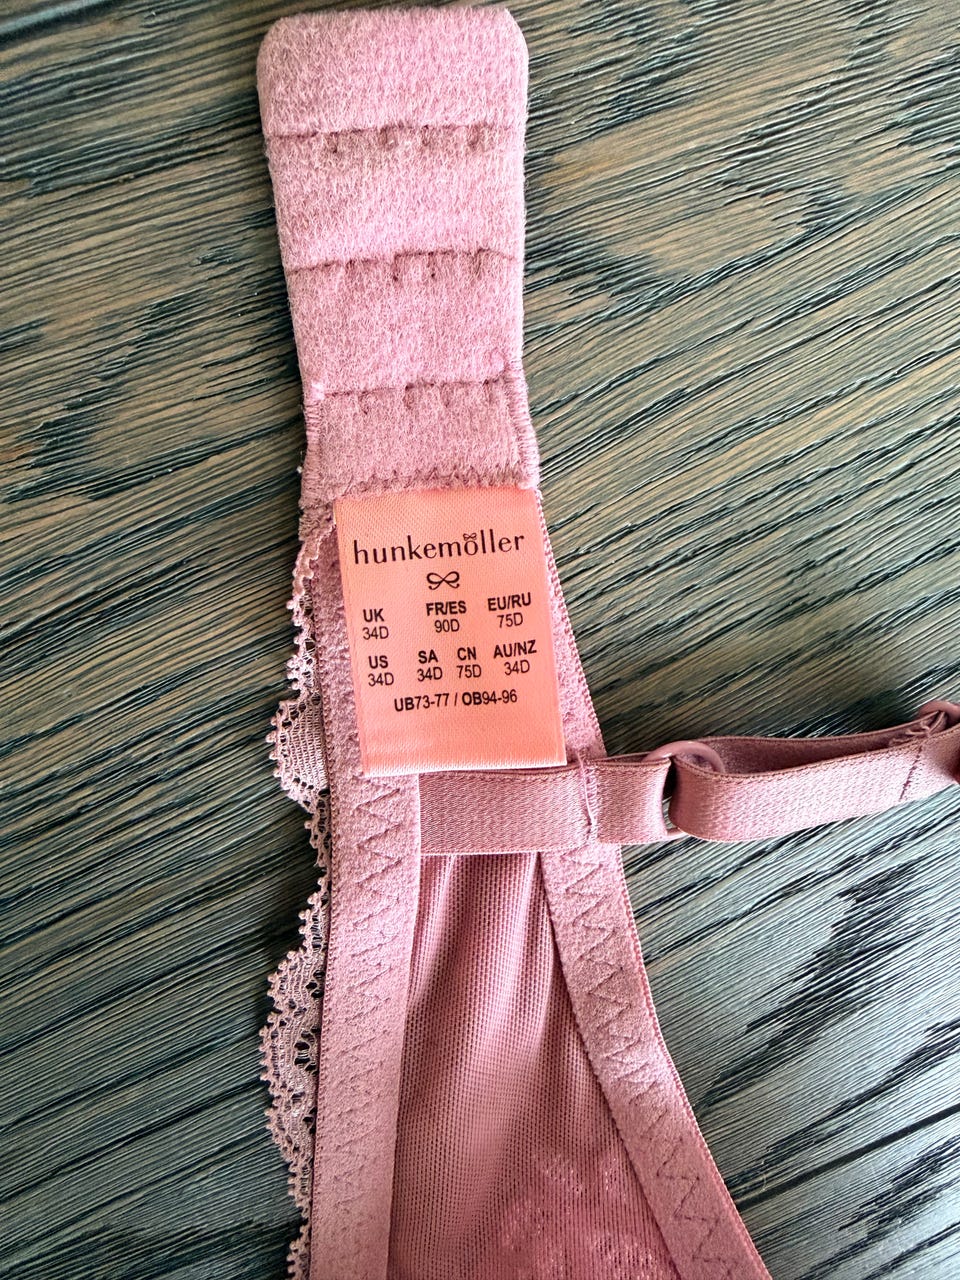 hunkemöller
UK FR/ES EU/RU
34D 90D 75D
US SA CN AU/NZ
34D 34D 75D 34D
UB73-77 / OB94-96